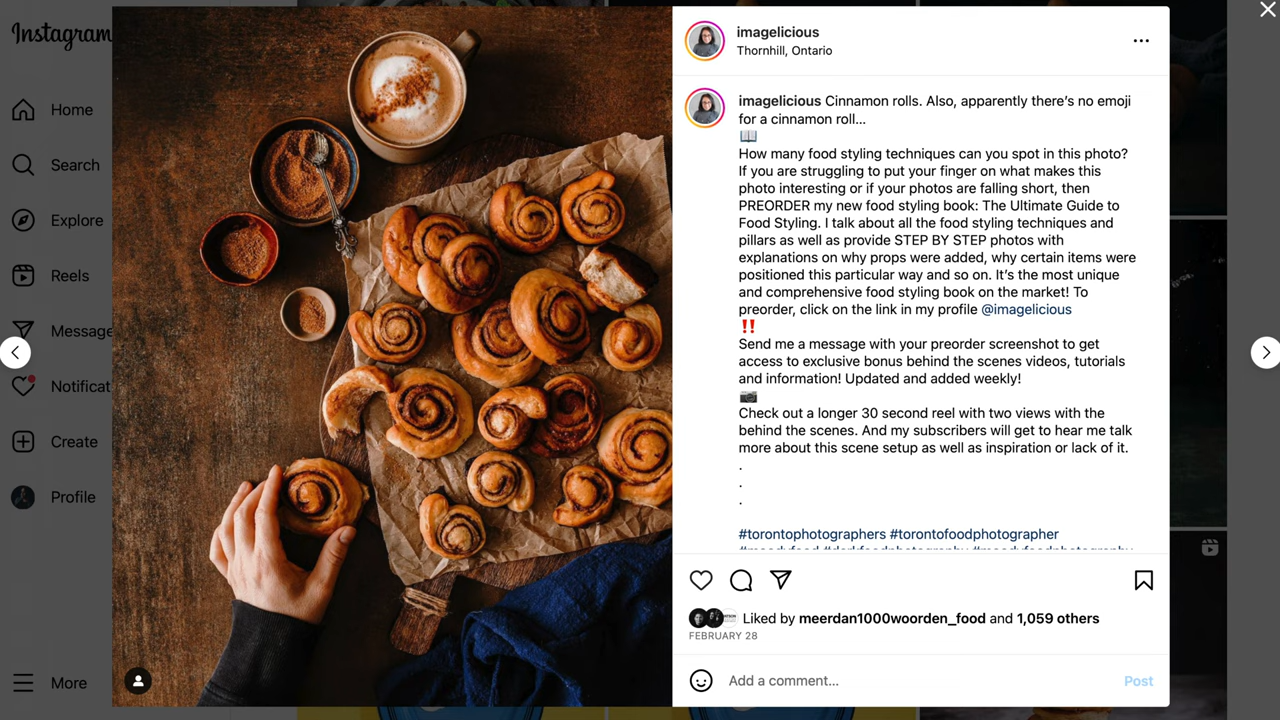 Instagram
Home
Search
Explore
Reels
Message
Notificat
Create
Profile
More
imagelicious
Thornhill, Ontario
imagelicious Cinnamon rolls. Also, apparently there's no emoji
for a cinnamon roll...
How many food styling techniques can you spot in this photo?
If you are struggling to put your finger on what makes this
photo interesting or if your photos are falling short, then
PREORDER my new food styling book: The Ultimate Guide to
Food Styling. I talk about all the food styling techniques and
pillars as well as provide STEP BY STEP photos with
explanations on why props were added, why certain items were
positioned this particular way and so on. It's the most unique
and comprehensive food styling book on the market! To
preorder, click on the link in my profile @imagelicious
‼️
Send me a message with your preorder screenshot to get
access to exclusive bonus behind the scenes videos, tutorials
and information! Updated and added weekly!
Check out a longer 30 second reel with two views with the
behind the scenes. And my subscribers will get to hear me talk
more about this scene setup as well as inspiration or lack of it.
.
.
.
#torontophotographers #torontofoodphotographer
#moodyfood #darkfoodphotography #moodyfoodphotography
Liked by meerdan1000woorden_food and 1,059 others
FEBRUARY 28
Add a comment...
Post